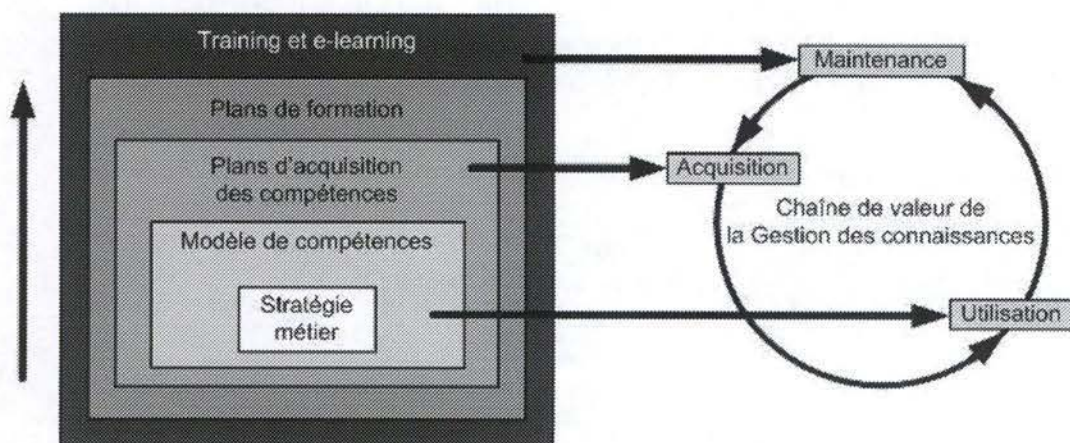 Training et e-learning
Plans de formation
Plans d'acquisition
des compétences
Modèle de compétences
Stratégie
métier
Maintenance
Acquisition
Chaîne de valeur de
la Gestion des connaissances
Utilisation